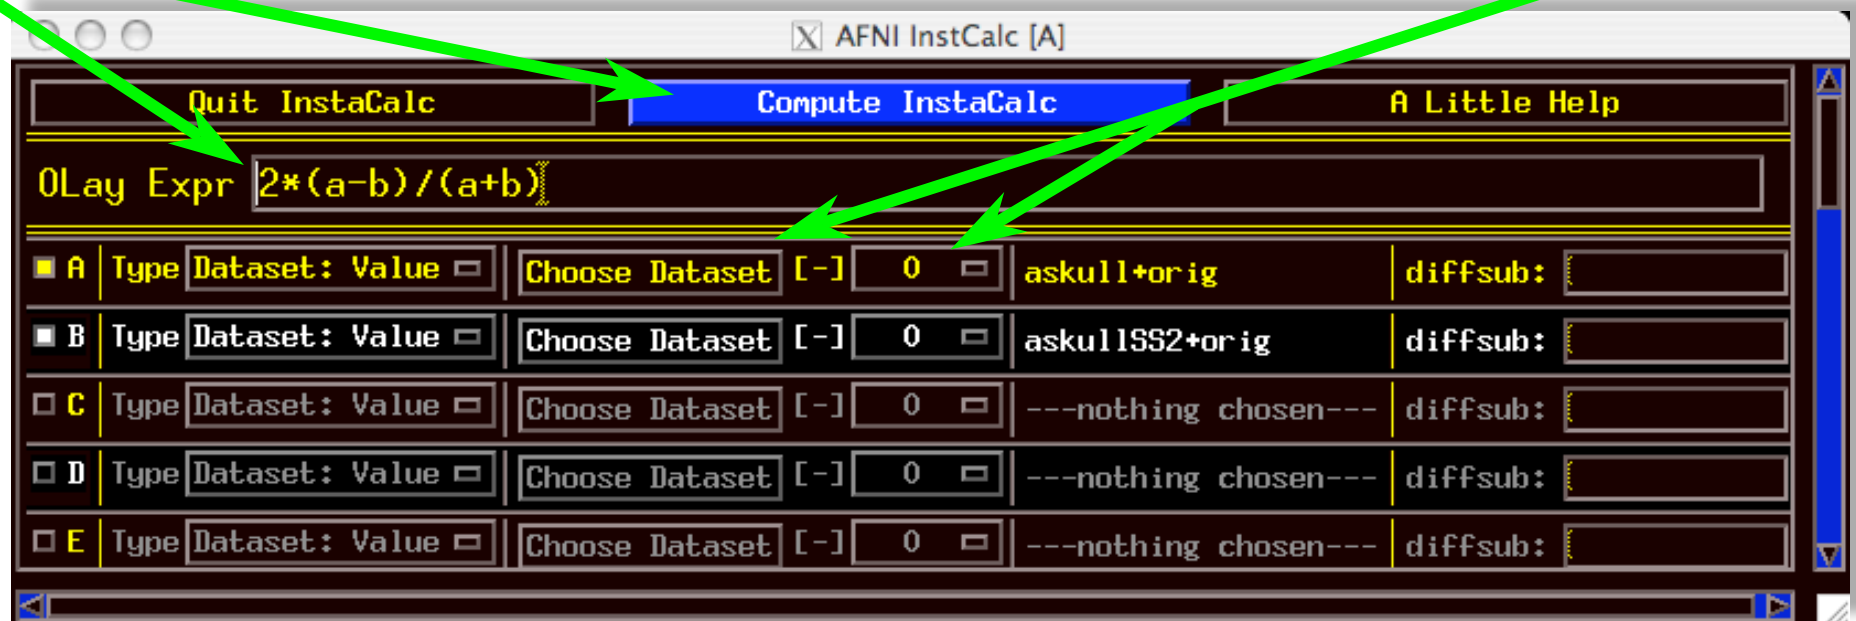 X AFNI InstCalc [A]
Quit InstaCalc Compute InstaCalc A Little Help
OLay Expr 2*(a-b)/(a+b)
A Type Dataset: Value Choose Dataset [-] 0 askull+orig diffsub:
B Type Dataset: Value Choose Dataset [-] 0 askullSS2+orig diffsub:
C Type Dataset: Value Choose Dataset [-] 0 ---nothing chosen--- diffsub:
D Type Dataset: Value Choose Dataset [-] 0 ---nothing chosen--- diffsub:
E Type Dataset: Value Choose Dataset [-] 0 ---nothing chosen--- diffsub: